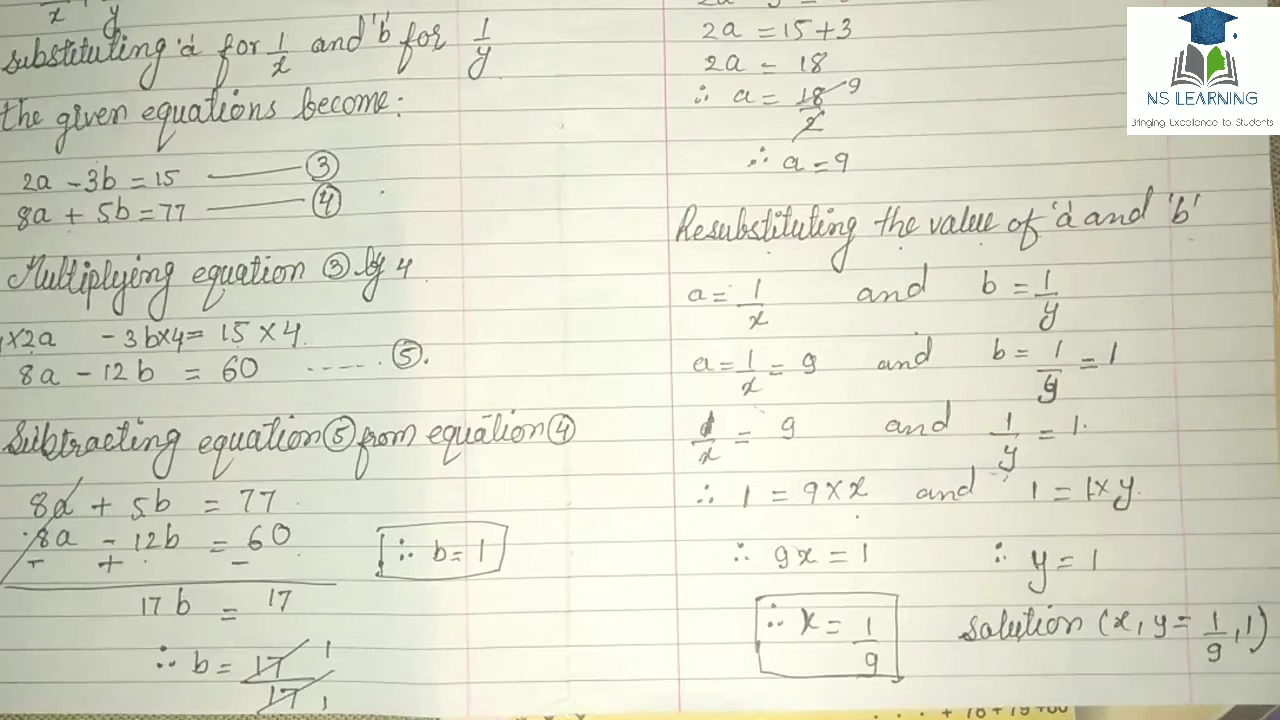 x y
substituting 'a' for 1/x and 'b' for 1/y
the given equations become:
2a - 3b = 15 ——— ③
8a + 5b = 77 ——— ④
Multiplying equation ③ by 4
×2a - 3b×4 = 15 × 4
8a - 12b = 60 ..... ⑤.
Subtracting equation ⑤ from equation ④
8a + 5b = 77
8a - 12b = 60
- + -
17b = 17
∴ b = 17/17 1 1
∴ b = 1
2a = 15 + 3
2a = 18
∴ a = 18/2 9
∴ a = 9
Resubstituting the value of 'a' and 'b'
a = 1/x and b = 1/y
a = 1/x = 9 and b = 1/y = 1
1/x = 9 and 1/y = 1.
∴ 1 = 9 × x and 1 = 1 × y.
∴ 9x = 1 ∴ y = 1
∴ x = 1/9 Solution (x, y = 1/9, 1)
NS LEARNING
Bringing Excellence to Students